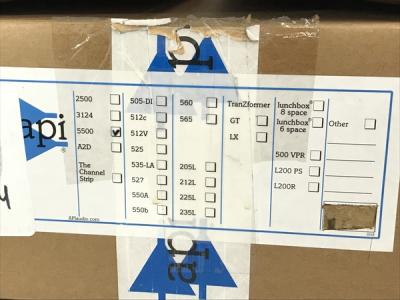 api
api
2500
3124
5500
A2D
The
Channel
Strip
505-DI
512c
512V
525
535-LA
527
550A
550b
560
565
205L
212L
225L
235L
TranZformer
GT
LX
lunchbox®
8 space
lunchbox®
6 space
500 VPR
L200 PS
L200R
Other
APIaudio.com
api